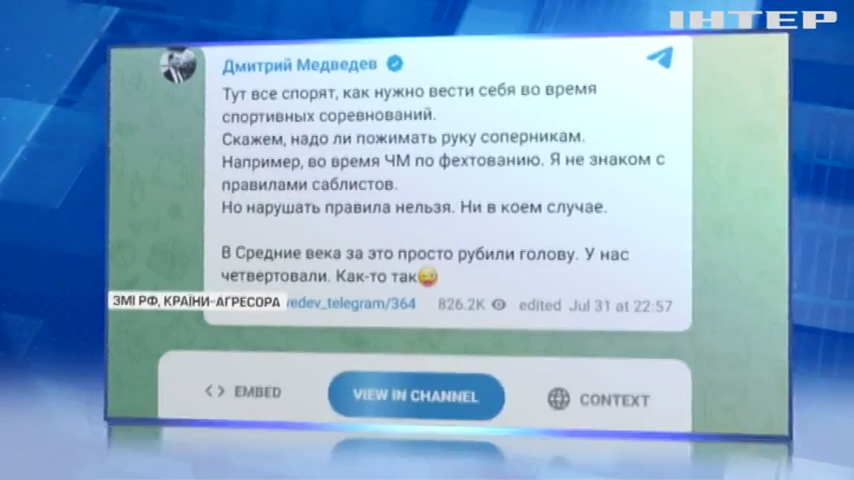 ІНТЕР
Дмитрий Медведев
Тут все спорят, как нужно вести себя во время
спортивных соревнований.
Скажем, надо ли пожимать руку соперникам.
Например, во время ЧМ по фехтованию. Я не знаком с
правилами саблистов.
Но нарушать правила нельзя. Ни в коем случае.
В Средние века за это просто рубили голову. У нас
четвертовали. Как-то так😜
ЗМІ РФ, КРАЇНИ-АГРЕСОРА vedev_telegram/364 826.2K edited Jul 31 at 22:57
EMBED VIEW IN CHANNEL CONTEXT